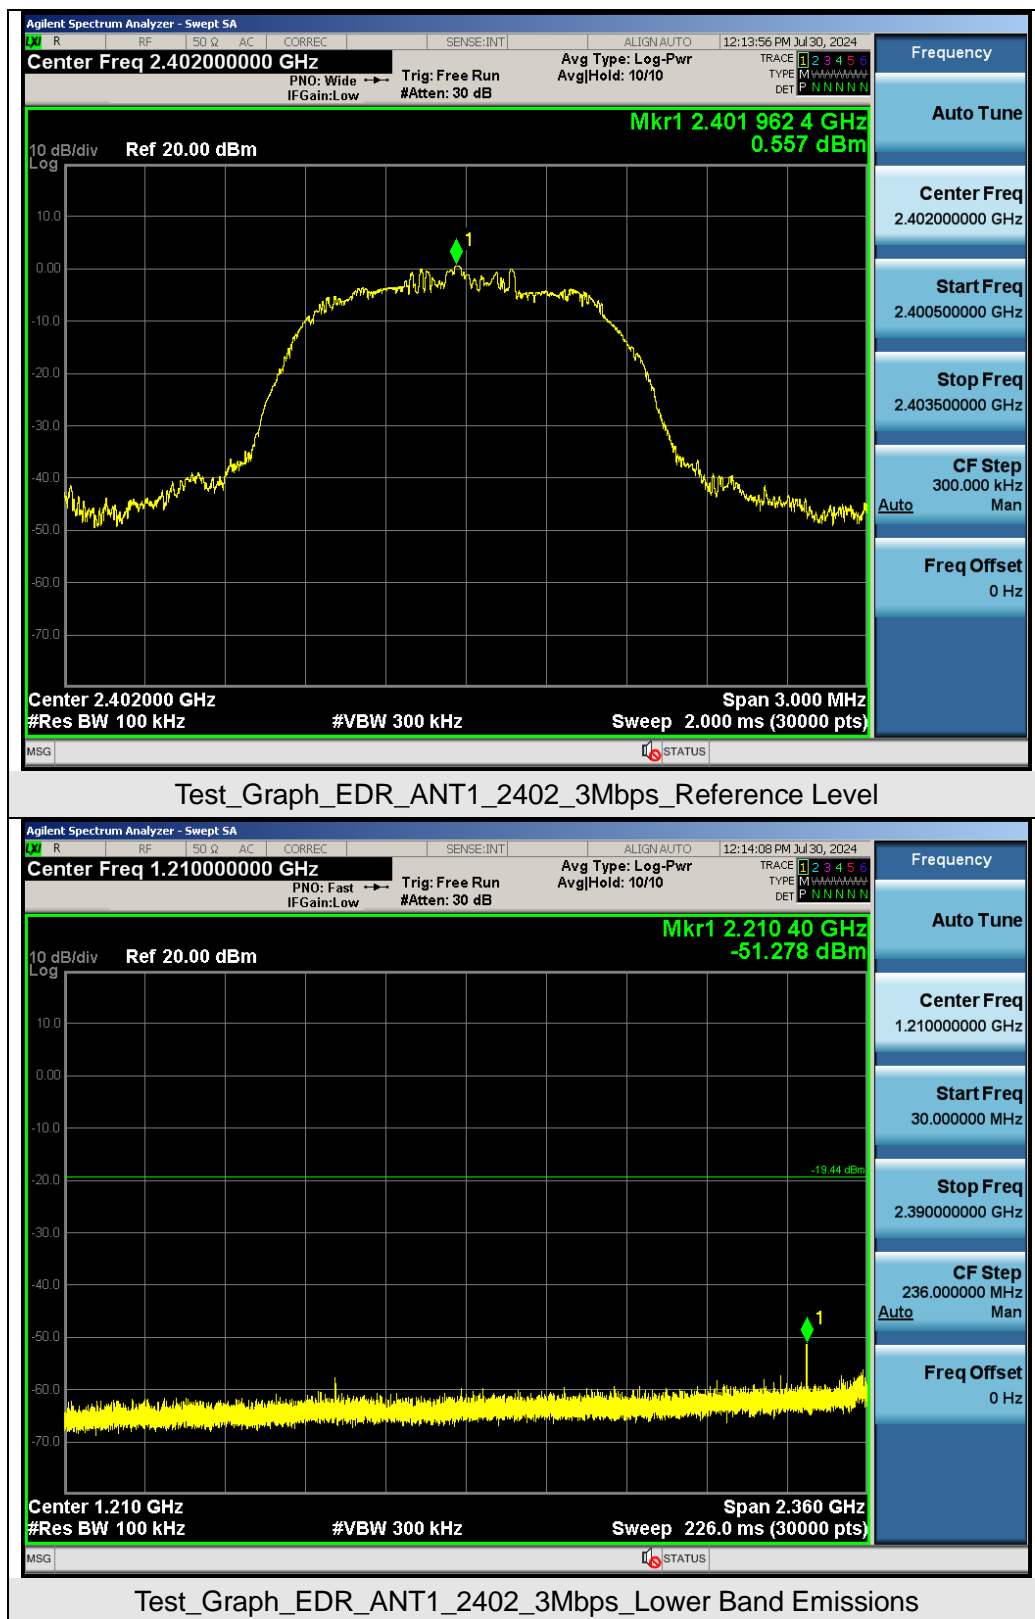 Agilent Spectrum Analyzer - Swept SA
LXI R RF 50 Ω AC CORREC SENSE:INT ALIGN AUTO 12:13:56 PM Jul 30, 2024
Center Freq 2.402000000 GHz
PNO: Wide
IFGain:Low
Trig: Free Run
#Atten: 30 dB
Avg Type: Log-Pwr
Avg|Hold: 10/10
TRACE 1 2 3 4 5 6
TYPE M
DET P N N N N N
Frequency
Mkr1 2.401 962 4 GHz
0.557 dBm
10 dB/div Ref 20.00 dBm
Log
10.0
0.00
-10.0
-20.0
-30.0
-40.0
-50.0
-60.0
-70.0
1
Center 2.402000 GHz Span 3.000 MHz
#Res BW 100 kHz #VBW 300 kHz Sweep 2.000 ms (30000 pts)
MSG STATUS
Auto Tune
Center Freq
2.402000000 GHz
Start Freq
2.400500000 GHz
Stop Freq
2.403500000 GHz
CF Step
300.000 kHz
Auto Man
Freq Offset
0 Hz
Test_Graph_EDR_ANT1_2402_3Mbps_Reference Level
Agilent Spectrum Analyzer - Swept SA
LXI R RF 50 Ω AC CORREC SENSE:INT ALIGN AUTO 12:14:08 PM Jul 30, 2024
Center Freq 1.210000000 GHz
PNO: Fast
IFGain:Low
Trig: Free Run
#Atten: 30 dB
Avg Type: Log-Pwr
Avg|Hold: 10/10
TRACE 1 2 3 4 5 6
TYPE M
DET P N N N N N
Frequency
Mkr1 2.210 40 GHz
-51.278 dBm
10 dB/div Ref 20.00 dBm
Log
10.0
0.00
-10.0
-20.0
-30.0
-40.0
-50.0
-60.0
-70.0
-19.44 dBm
1
Center 1.210 GHz Span 2.360 GHz
#Res BW 100 kHz #VBW 300 kHz Sweep 226.0 ms (30000 pts)
MSG STATUS
Auto Tune
Center Freq
1.210000000 GHz
Start Freq
30.000000 MHz
Stop Freq
2.390000000 GHz
CF Step
236.000000 MHz
Auto Man
Freq Offset
0 Hz
Test_Graph_EDR_ANT1_2402_3Mbps_Lower Band Emissions